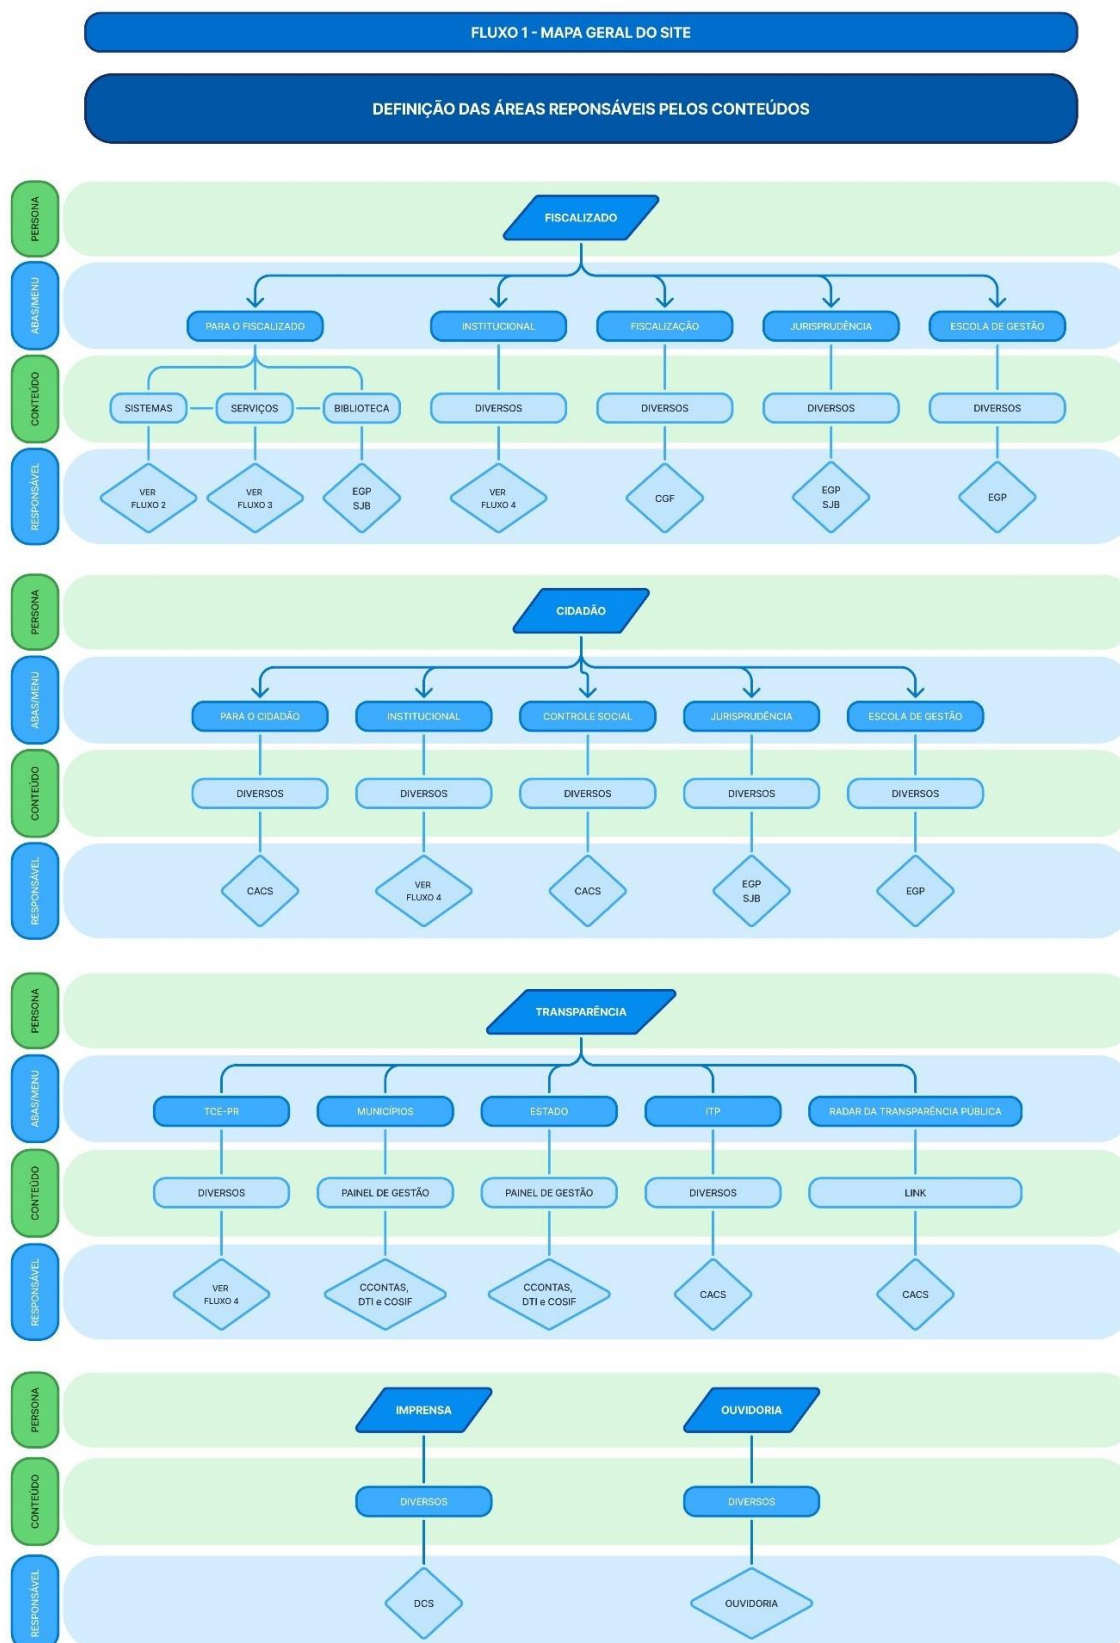 FLUXO 1 - MAPA GERAL DO SITE
DEFINIÇÃO DAS ÁREAS REPONSÁVEIS PELOS CONTEÚDOS
PERSONA
FISCALIZADO
ABAS/MENU
PARA O FISCALIZADO
INSTITUCIONAL
FISCALIZAÇÃO
JURISPRUDÊNCIA
ESCOLA DE GESTÃO
CONTEÚDO
SISTEMAS
SERVIÇOS
BIBLIOTECA
DIVERSOS
DIVERSOS
DIVERSOS
DIVERSOS
RESPONSÁVEL
VER
FLUXO 2
VER
FLUXO 3
EGP
SJB
VER
FLUXO 4
CGF
EGP
SJB
EGP
PERSONA
CIDADÃO
ABAS/MENU
PARA O CIDADÃO
INSTITUCIONAL
CONTROLE SOCIAL
JURISPRUDÊNCIA
ESCOLA DE GESTÃO
CONTEÚDO
DIVERSOS
DIVERSOS
DIVERSOS
DIVERSOS
DIVERSOS
RESPONSÁVEL
CACS
VER
FLUXO 4
CACS
EGP
SJB
EGP
PERSONA
TRANSPARÊNCIA
ABAS/MENU
TCE-PR
MUNICÍPIOS
ESTADO
ITP
RADAR DA TRANSPARÊNCIA PÚBLICA
CONTEÚDO
DIVERSOS
PAINEL DE GESTÃO
PAINEL DE GESTÃO
DIVERSOS
LINK
RESPONSÁVEL
VER
FLUXO 4
CCONTAS,
DTI e COSIF
CCONTAS,
DTI e COSIF
CACS
CACS
PERSONA
IMPRENSA
OUVIDORIA
CONTEÚDO
DIVERSOS
DIVERSOS
RESPONSÁVEL
DCS
OUVIDORIA